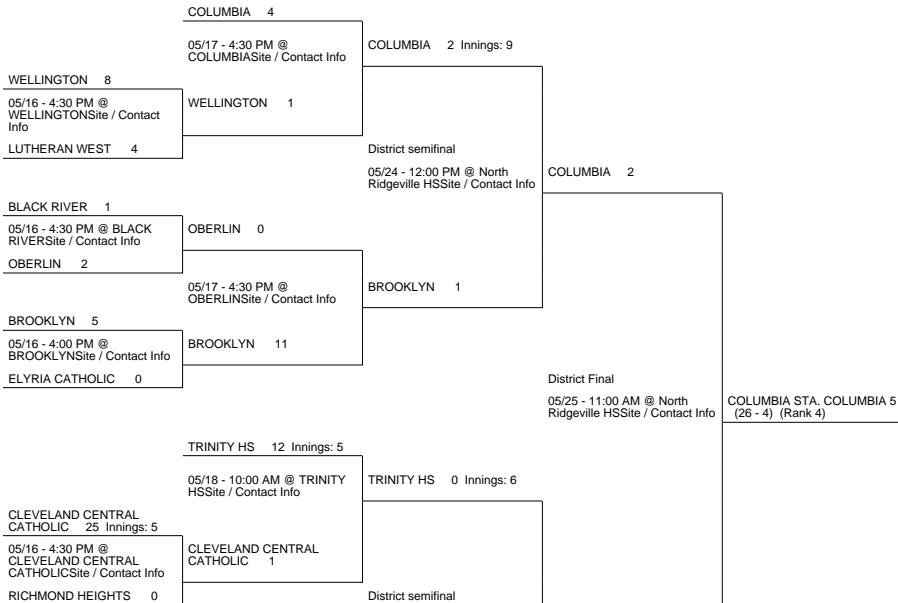 COLUMBIA 4
05/17 - 4:30 PM @
COLUMBIASite / Contact Info
COLUMBIA 2 Innings: 9
WELLINGTON 8
05/16 - 4:30 PM @
WELLINGTONSite / Contact
Info
WELLINGTON 1
LUTHERAN WEST 4
District semifinal
05/24 - 12:00 PM @ North
Ridgeville HSSite / Contact Info
COLUMBIA 2
BLACK RIVER 1
05/16 - 4:30 PM @ BLACK
RIVERSite / Contact Info
OBERLIN 0
OBERLIN 2
05/17 - 4:30 PM @
OBERLINSite / Contact Info
BROOKLYN 1
BROOKLYN 5
05/16 - 4:00 PM @
BROOKLYNSite / Contact Info
BROOKLYN 11
ELYRIA CATHOLIC 0
District Final
05/25 - 11:00 AM @ North
Ridgeville HSSite / Contact Info
COLUMBIA STA. COLUMBIA 5
(26 - 4) (Rank 4)
TRINITY HS 12 Innings: 5
05/18 - 10:00 AM @ TRINITY
HSSite / Contact Info
TRINITY HS 0 Innings: 6
CLEVELAND CENTRAL
CATHOLIC 25 Innings: 5
05/16 - 4:30 PM @
CLEVELAND CENTRAL
CATHOLICSite / Contact Info
CLEVELAND CENTRAL
CATHOLIC 1
RICHMOND HEIGHTS 0
District semifinal